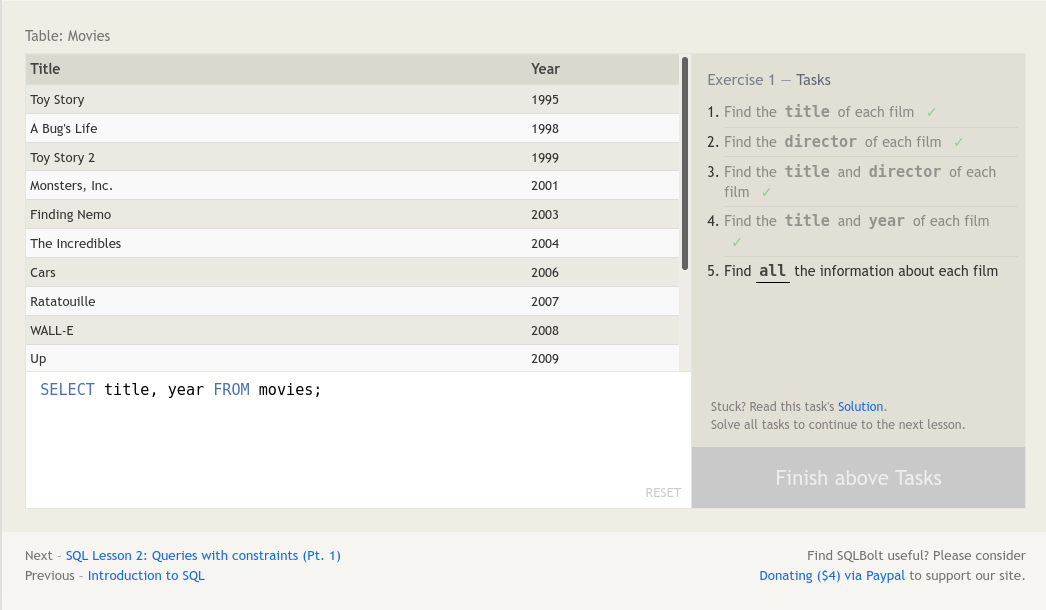 Table: Movies
Title Year
Toy Story 1995
A Bug's Life 1998
Toy Story 2 1999
Monsters, Inc. 2001
Finding Nemo 2003
The Incredibles 2004
Cars 2006
Ratatouille 2007
WALL-E 2008
Up 2009
SELECT title, year FROM movies;
RESET
Exercise 1 — Tasks
1. Find the title of each film ✓
2. Find the director of each film ✓
3. Find the title and director of each
film ✓
4. Find the title and year of each film
✓
5. Find all the information about each film
Stuck? Read this task's Solution.
Solve all tasks to continue to the next lesson.
Finish above Tasks
Next – SQL Lesson 2: Queries with constraints (Pt. 1)
Previous – Introduction to SQL
Find SQLBolt useful? Please consider
Donating ($4) via Paypal to support our site.